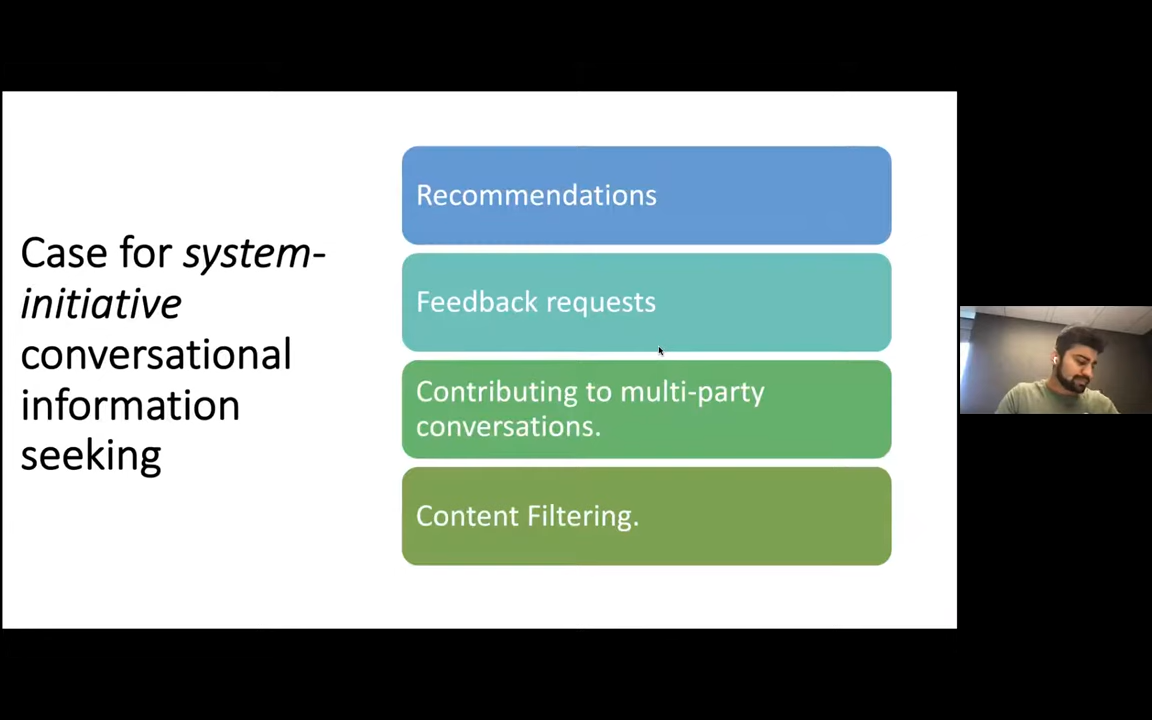 Case for system-
initiative
conversational
information
seeking
Recommendations
Feedback requests
Contributing to multi-party
conversations.
Content Filtering.